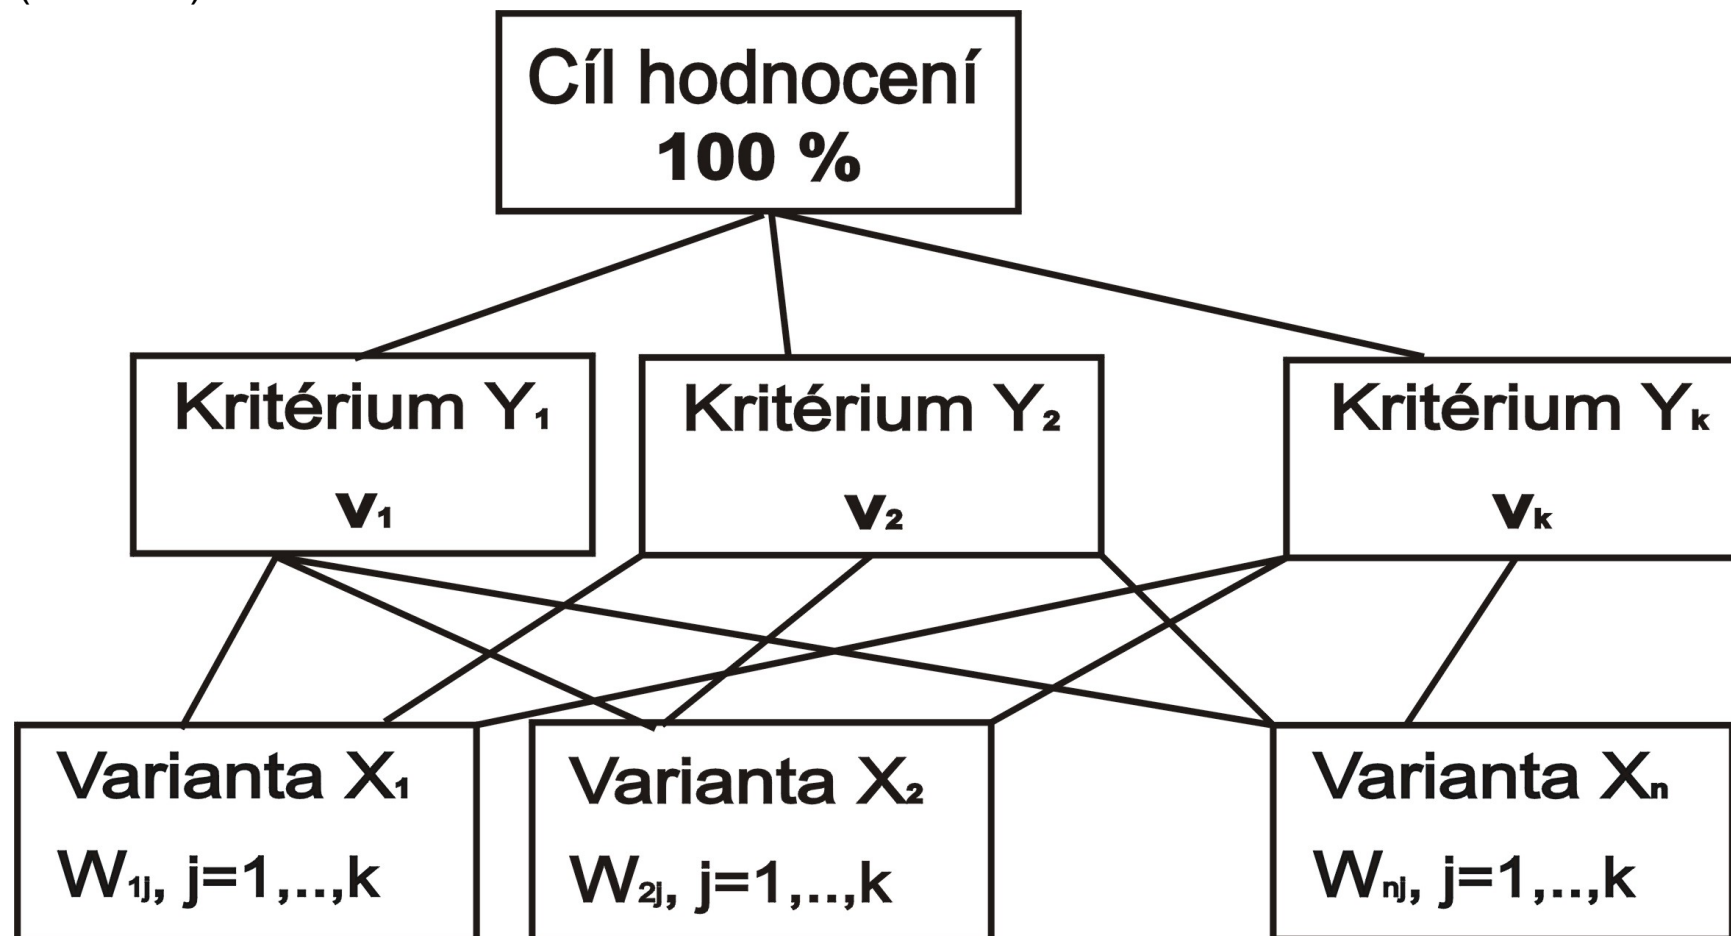 Cíl hodnocení
100 %
Kritérium Y₁
v₁
Kritérium Y₂
v₂
Kritérium Yₖ
vₖ
Varianta X₁
W₁ⱼ, j=1,..,k
Varianta X₂
W₂ⱼ, j=1,..,k
Varianta Xₙ
Wₙⱼ, j=1,..,k